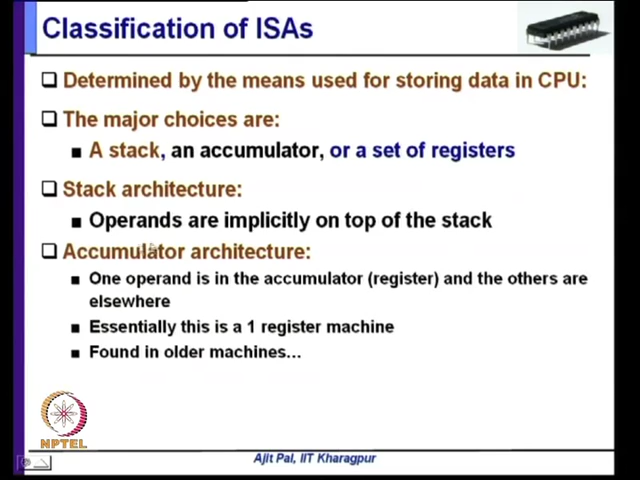 Classification of ISAs
Determined by the means used for storing data in CPU:
The major choices are:
A stack, an accumulator, or a set of registers
Stack architecture:
Operands are implicitly on top of the stack
Accumulator architecture:
One operand is in the accumulator (register) and the others are
elsewhere
Essentially this is a 1 register machine
Found in older machines…
NPTEL
Ajit Pal, IIT Kharagpur